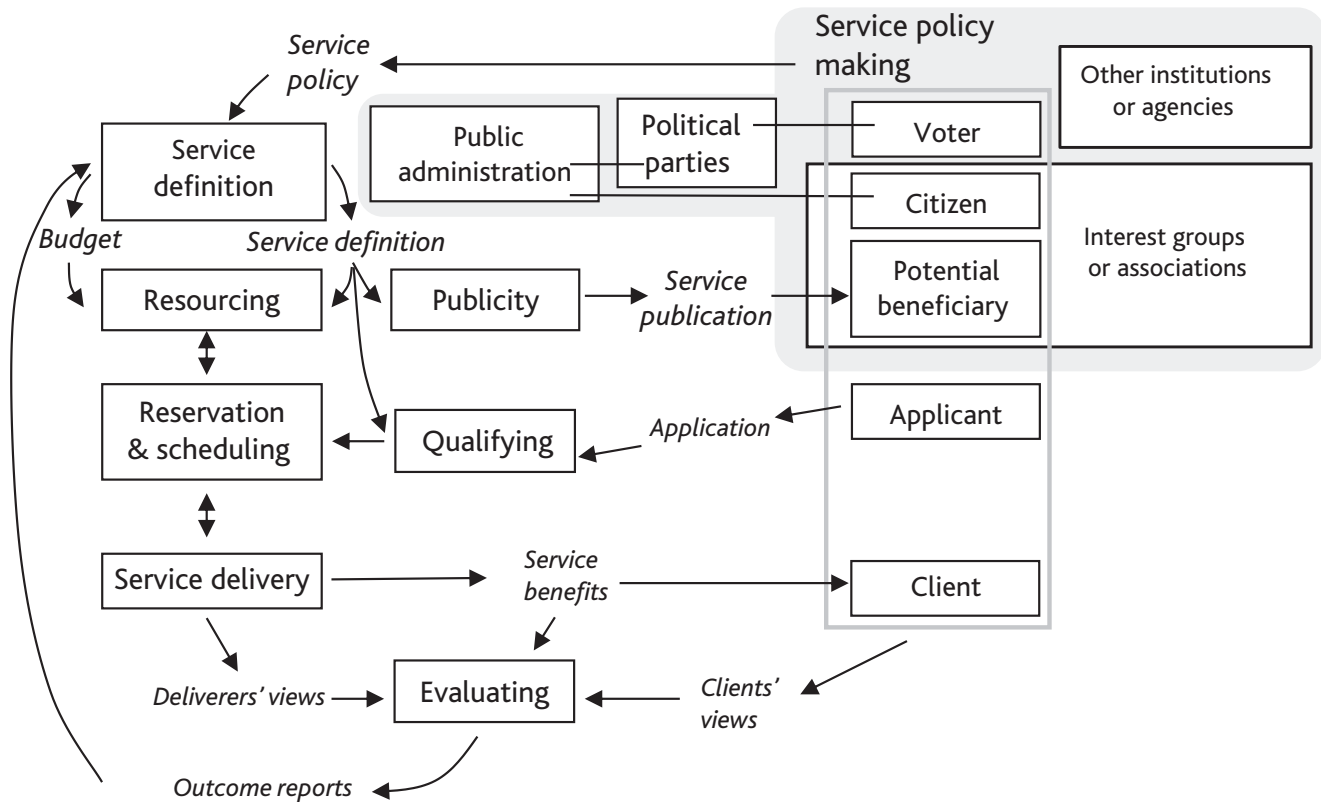 Service policy
making
Service
policy
Other institutions
or agencies
Public
administration
Political
parties
Voter
Service
definition
Citizen
Budget
Service definition
Interest groups
or associations
Resourcing
Publicity
Service
publication
Potential
beneficiary
Reservation
& scheduling
Qualifying
Application
Applicant
Service delivery
Service
benefits
Client
Deliverers' views
Evaluating
Clients'
views
Outcome reports